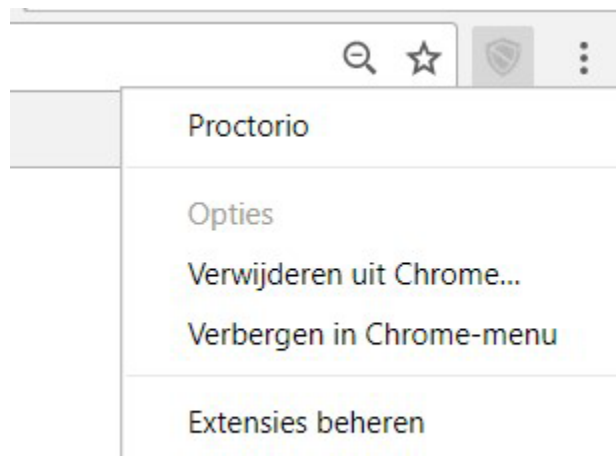 Proctorio
Opties
Verwijderen uit Chrome...
Verbergen in Chrome-menu
Extensies beheren